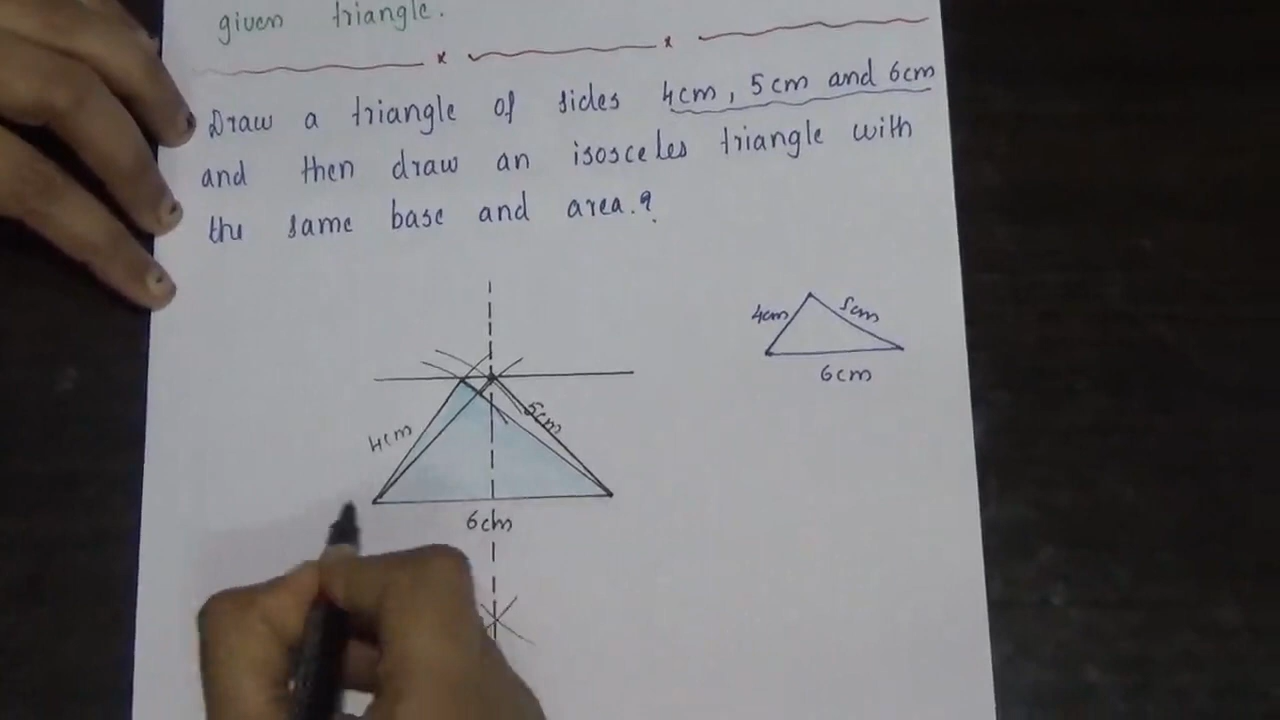 given triangle.
Draw a triangle of sides 4cm, 5cm and 6cm
and then draw an isosceles triangle with
the same base and area.?
4cm 5cm
6cm
5cm
4cm
6cm